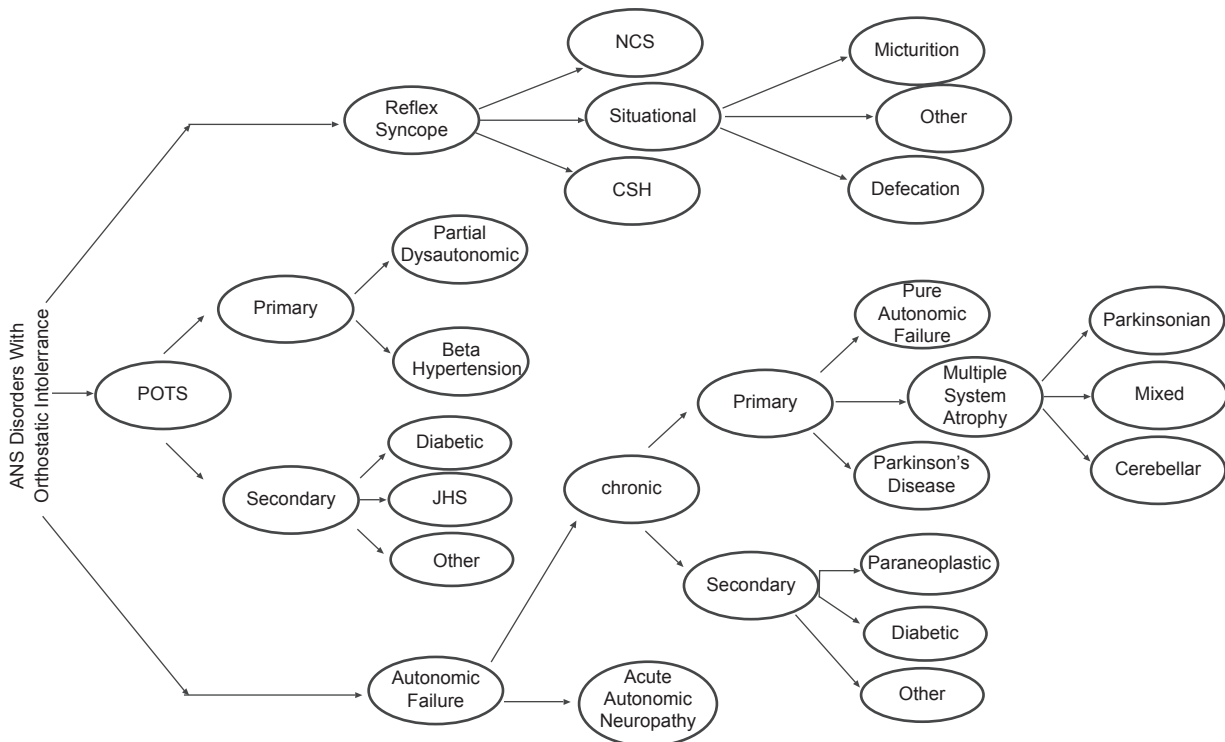 ANS Disorders With
Orthostatic Intolerrance
Reflex
Syncope
NCS
Situational
CSH
Micturition
Other
Defecation
POTS
Primary
Partial
Dysautonomic
Beta
Hypertension
Secondary
Diabetic
JHS
Other
Autonomic
Failure
chronic
Primary
Pure
Autonomic
Failure
Multiple
System
Atrophy
Parkinsonian
Mixed
Cerebellar
Parkinson's
Disease
Secondary
Paraneoplastic
Diabetic
Other
Acute
Autonomic
Neuropathy